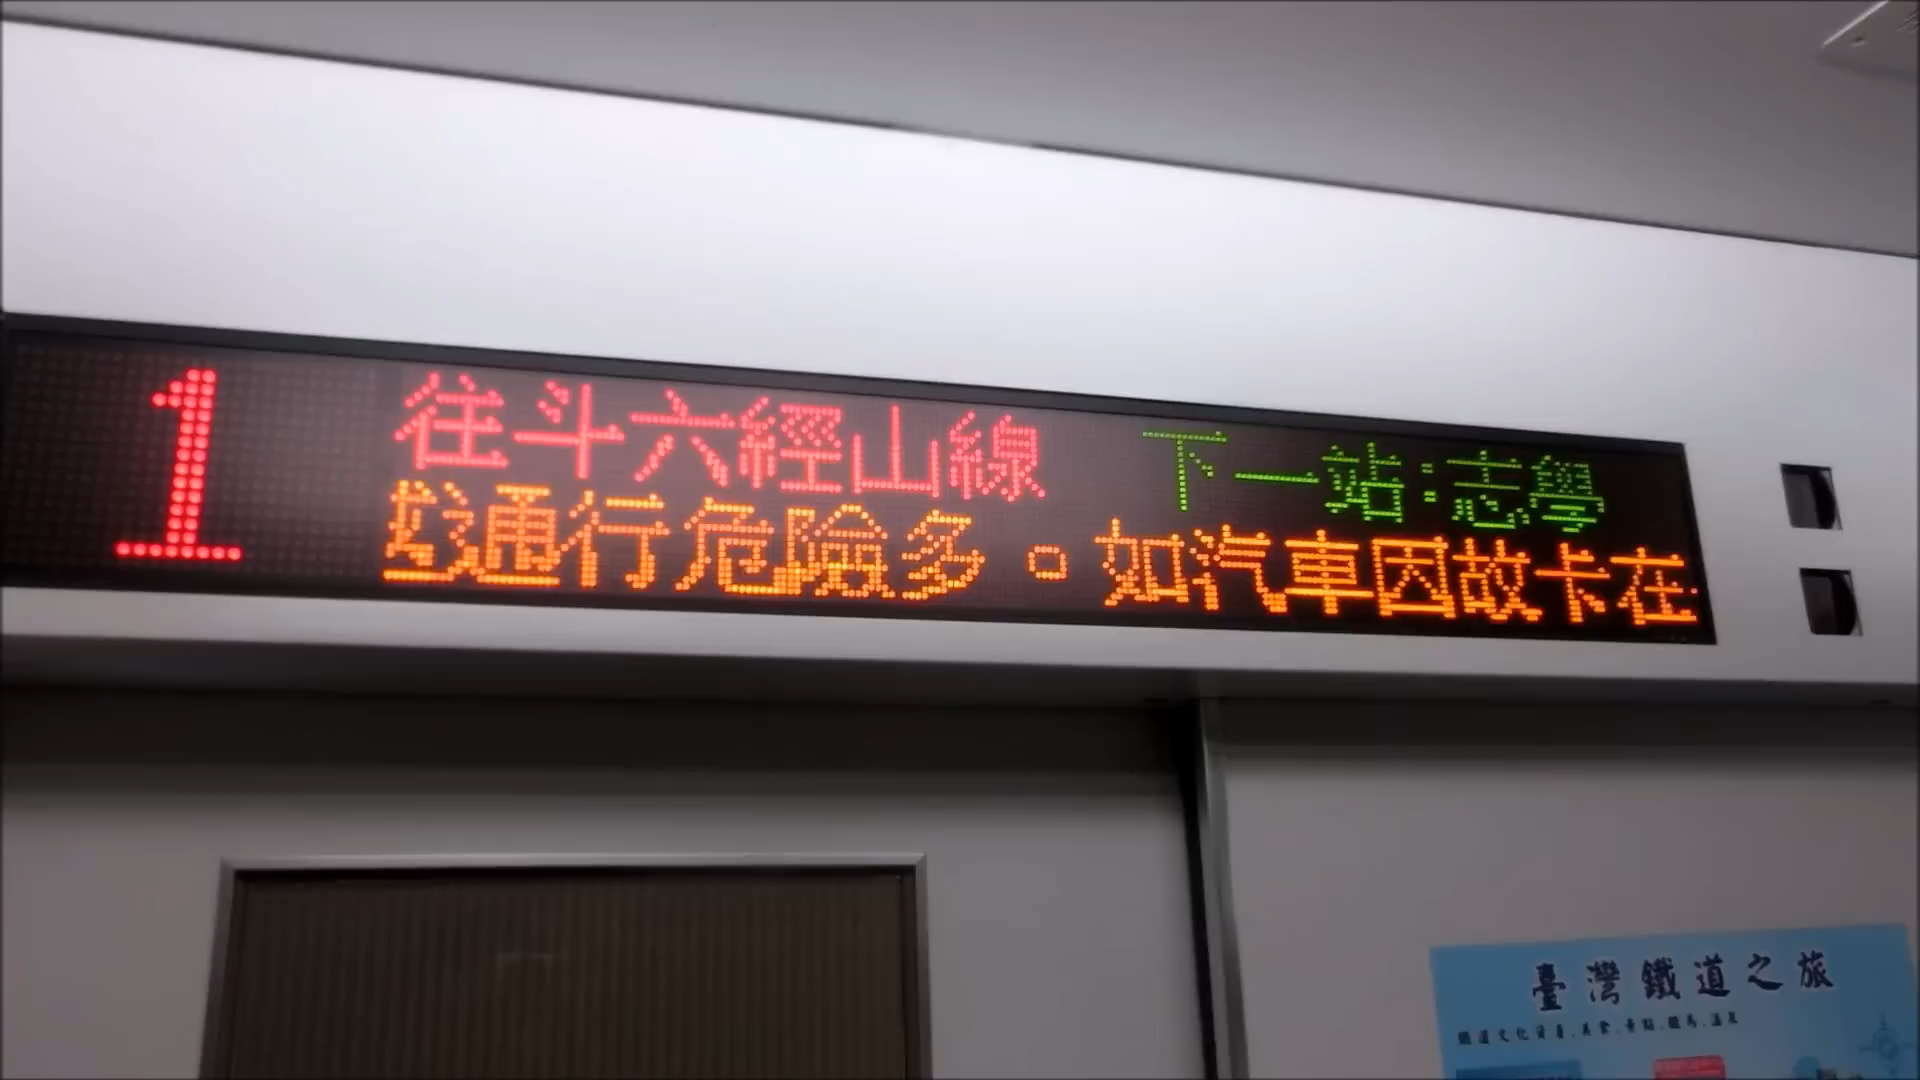 1
往斗六經山線 下一站:志學
通行危險多。如汽車因故卡在
臺灣鐵道之旅